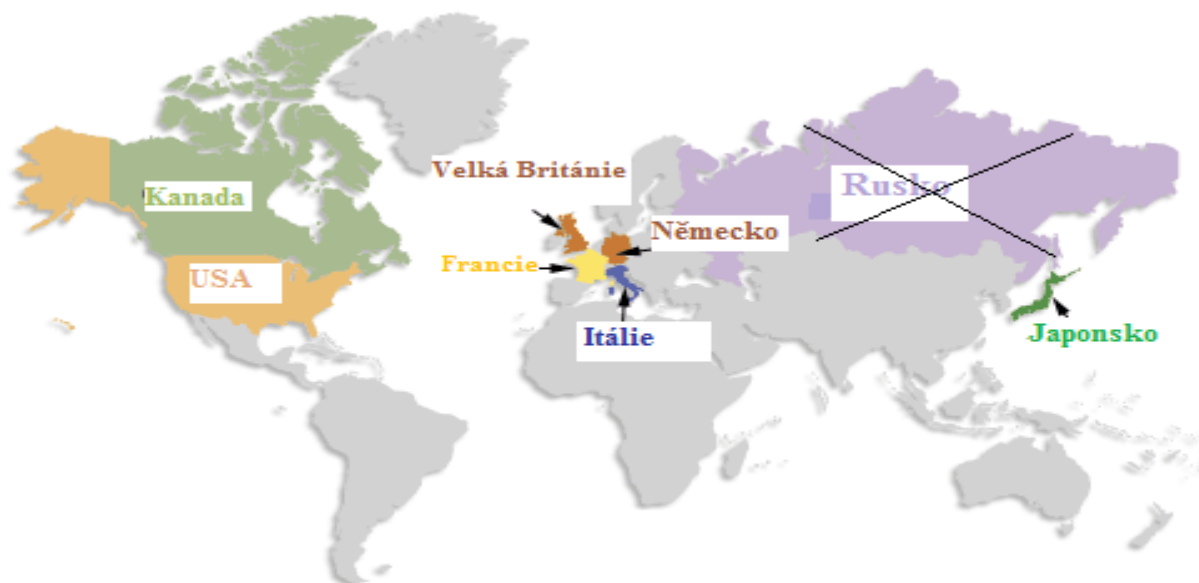 Velká Británie
Kanada
Rusko
Německo
Francie
USA
Itálie
Japonsko